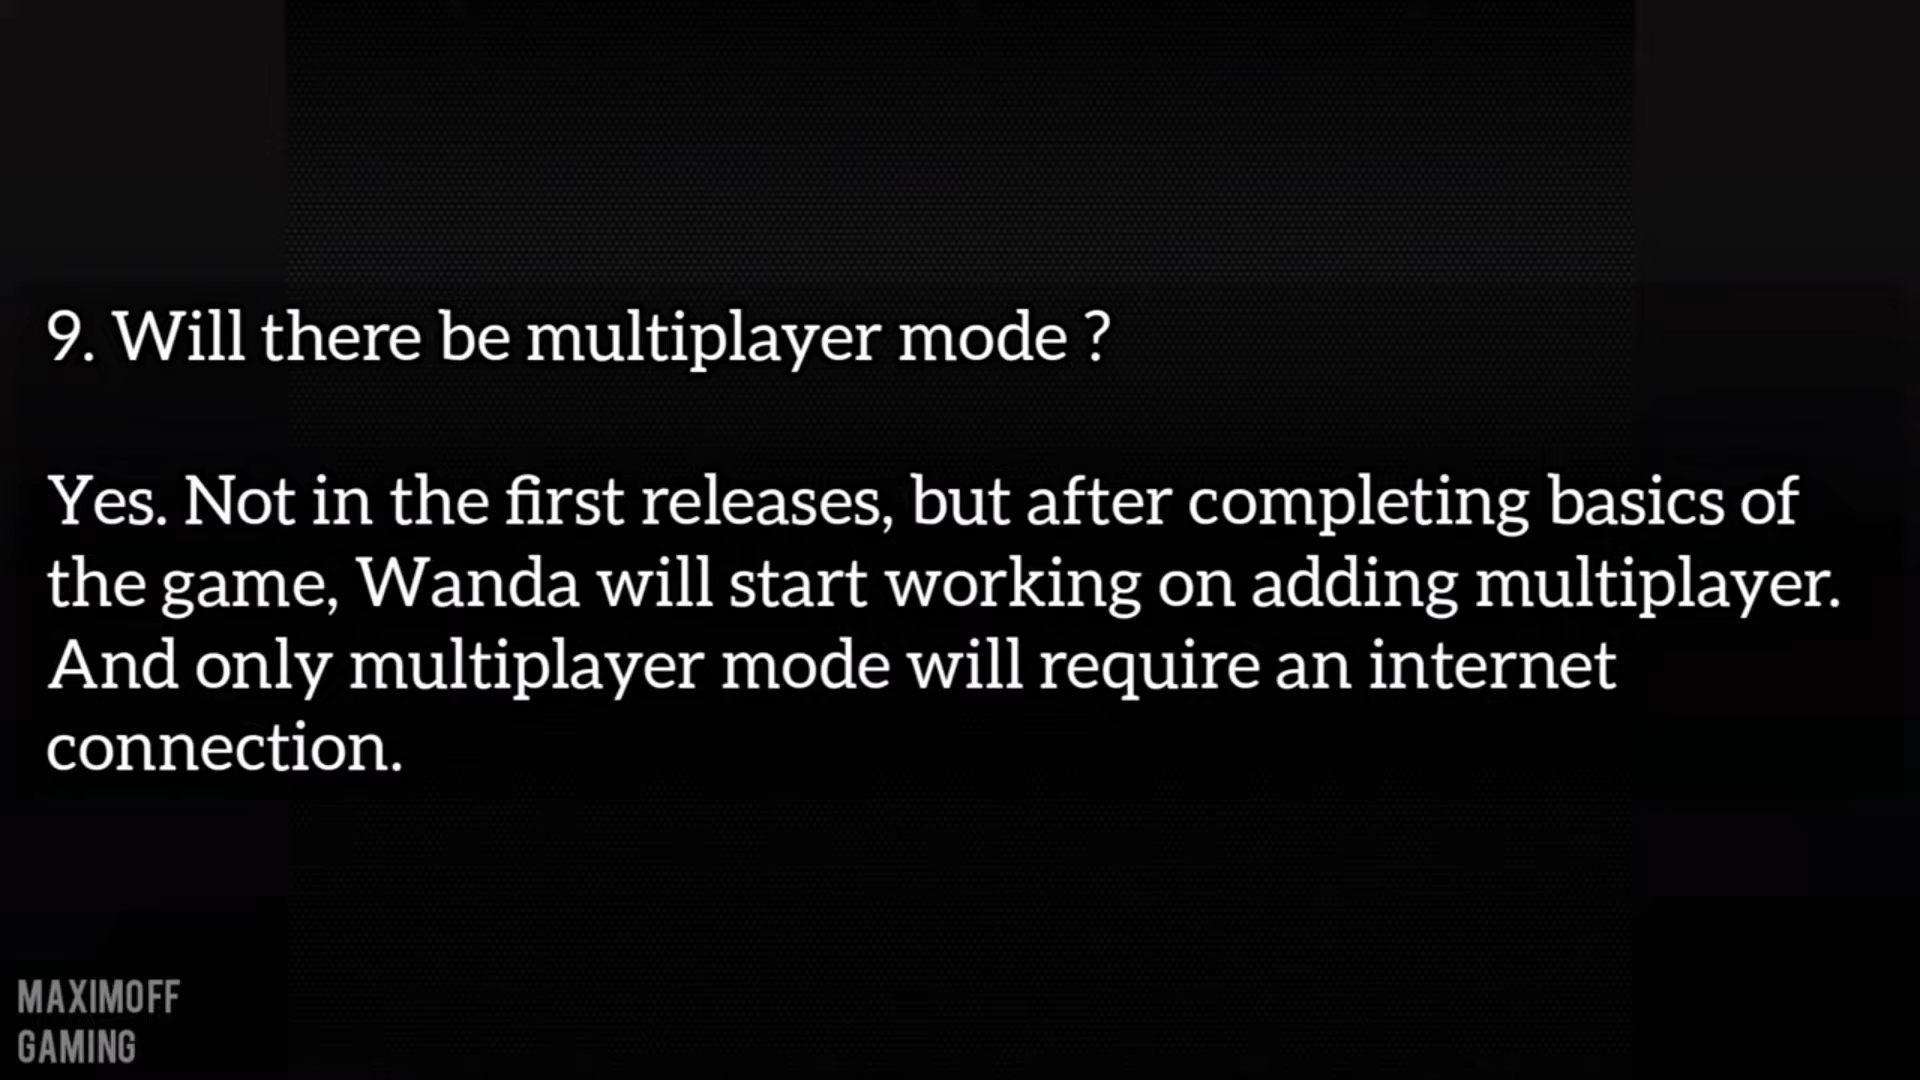 9. Will there be multiplayer mode ?
Yes. Not in the first releases, but after completing basics of
the game, Wanda will start working on adding multiplayer.
And only multiplayer mode will require an internet
connection.
MAXIMOFF
GAMING